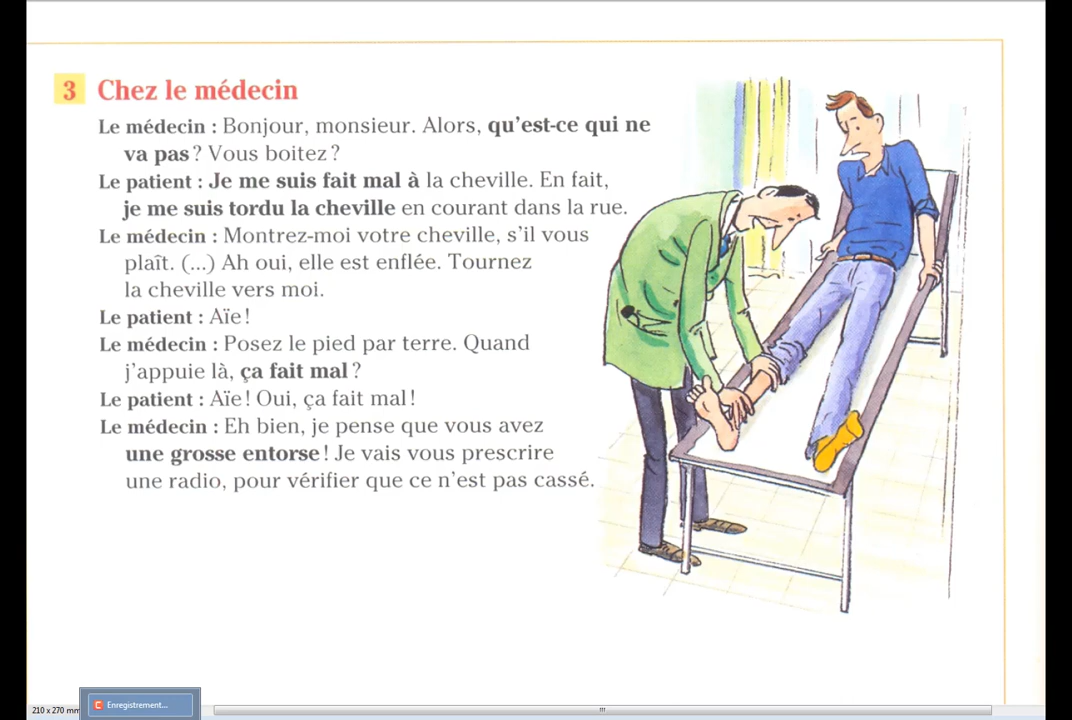 3 Chez le médecin
Le médecin : Bonjour, monsieur. Alors, qu'est-ce qui ne
va pas ? Vous boitez ?
Le patient : Je me suis fait mal à la cheville. En fait,
je me suis tordu la cheville en courant dans la rue.
Le médecin : Montrez-moi votre cheville, s'il vous
plaît. (...) Ah oui, elle est enflée. Tournez
la cheville vers moi.
Le patient : Aïe !
Le médecin : Posez le pied par terre. Quand
j'appuie là, ça fait mal ?
Le patient : Aïe ! Oui, ça fait mal !
Le médecin : Eh bien, je pense que vous avez
une grosse entorse ! Je vais vous prescrire
une radio, pour vérifier que ce n'est pas cassé.
210 x 270 mm
C Enregistrement...